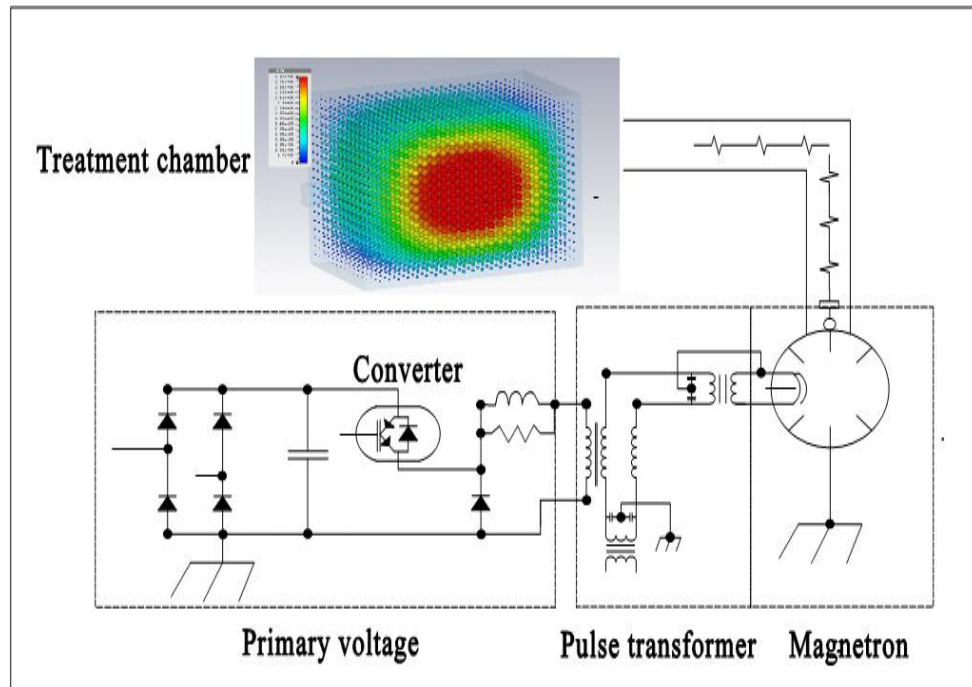 Treatment chamber
Converter
Primary voltage
Pulse transformer
Magnetron